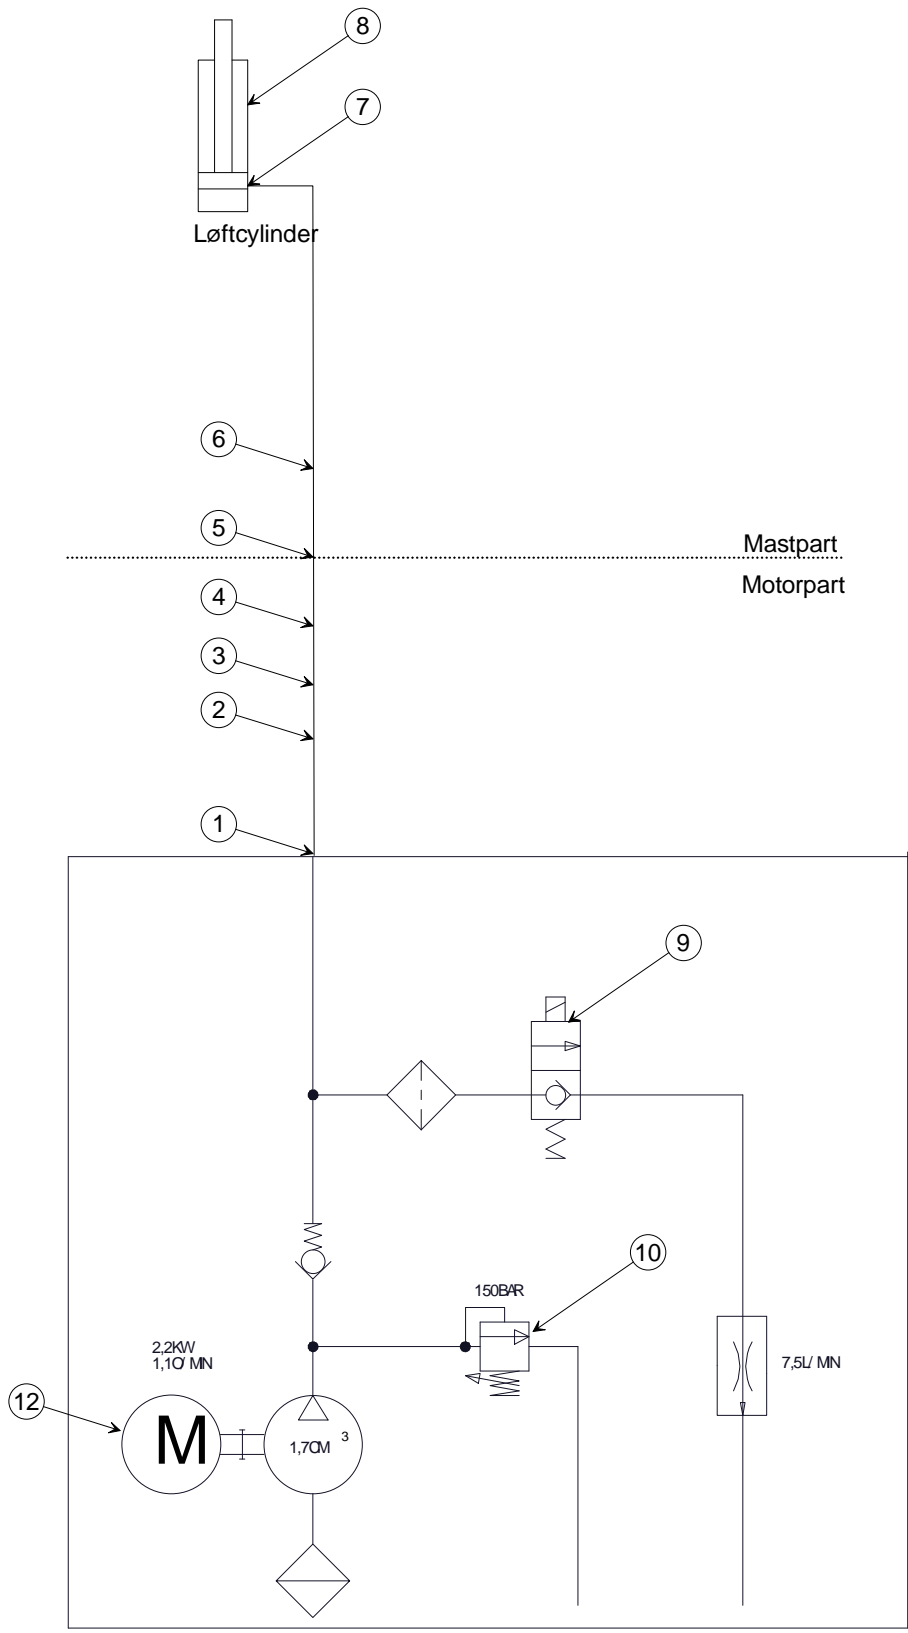 8
7
Løftcylinder
6
5
Mastpart
Motorpart
4
3
2
1
9
10
150BAR
2,2KW
1,1O/ MIN
7,5L/ MIN
12
M
1,7CM 3